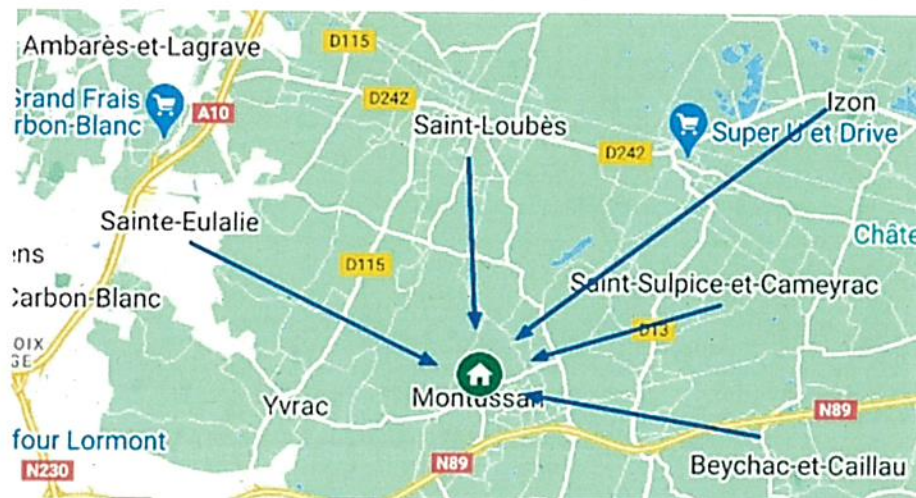 Ambarès-et-Lagrave
D115
D242
Grand Frais
A10
Carbon-Blanc
Saint-Loubès
Izon
Super U et Drive
D242
Sainte-Eulalie
Châte
ens
D115
Carbon-Blanc
Saint-Sulpice-et-Cameyrac
D13
OIX
GE
Yvrac
Montussan
N89
four Lormont
N230
N89
Beychac-et-Caillau